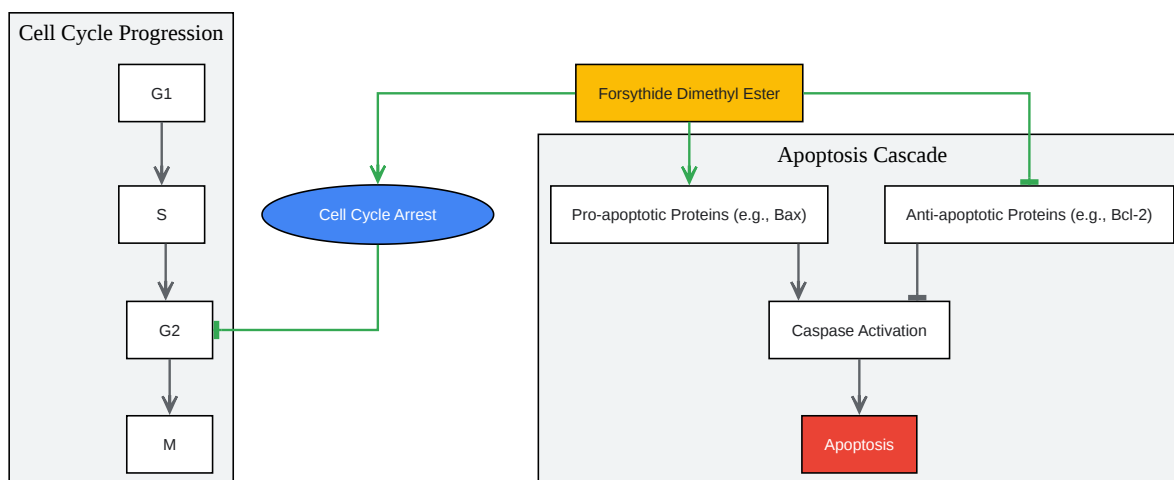 Cell Cycle Progression
G1
S
G2
M
Forsythide Dimethyl Ester
Cell Cycle Arrest
Apoptosis Cascade
Pro-apoptotic Proteins (e.g., Bax)
Anti-apoptotic Proteins (e.g., Bcl-2)
Caspase Activation
Apoptosis